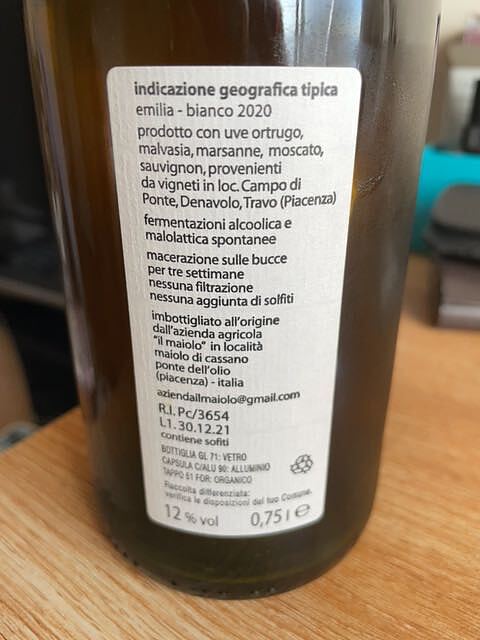 indicazione geografica tipica
emilia - bianco 2020
prodotto con uve ortrugo,
malvasia, marsanne, moscato,
sauvignon, provenienti
da vigneti in loc. Campo di
Ponte, Denavolo, Travo (Piacenza)
fermentazioni alcoolica e
malolattica spontanee
macerazione sulle bucce
per tre settimane
nessuna filtrazione
nessuna aggiunta di solfiti
imbottigliato all'origine
dall'azienda agricola
"il maiolo" in località
maiolo di cassano
ponte dell'olio
(piacenza) - italia
aziendailmaiolo@gmail.com
R.I. Pc/3654
L1.30.12.21
contiene sofiti
BOTTIGLIA GL 71: VETRO
CAPSULA C/ALU 90: ALLUMINIO
TAPPO 51 FOR: ORGANICO
Raccolta differenziata:
verifica le disposizioni del tuo Comune.
12 % vol 0,75 l e